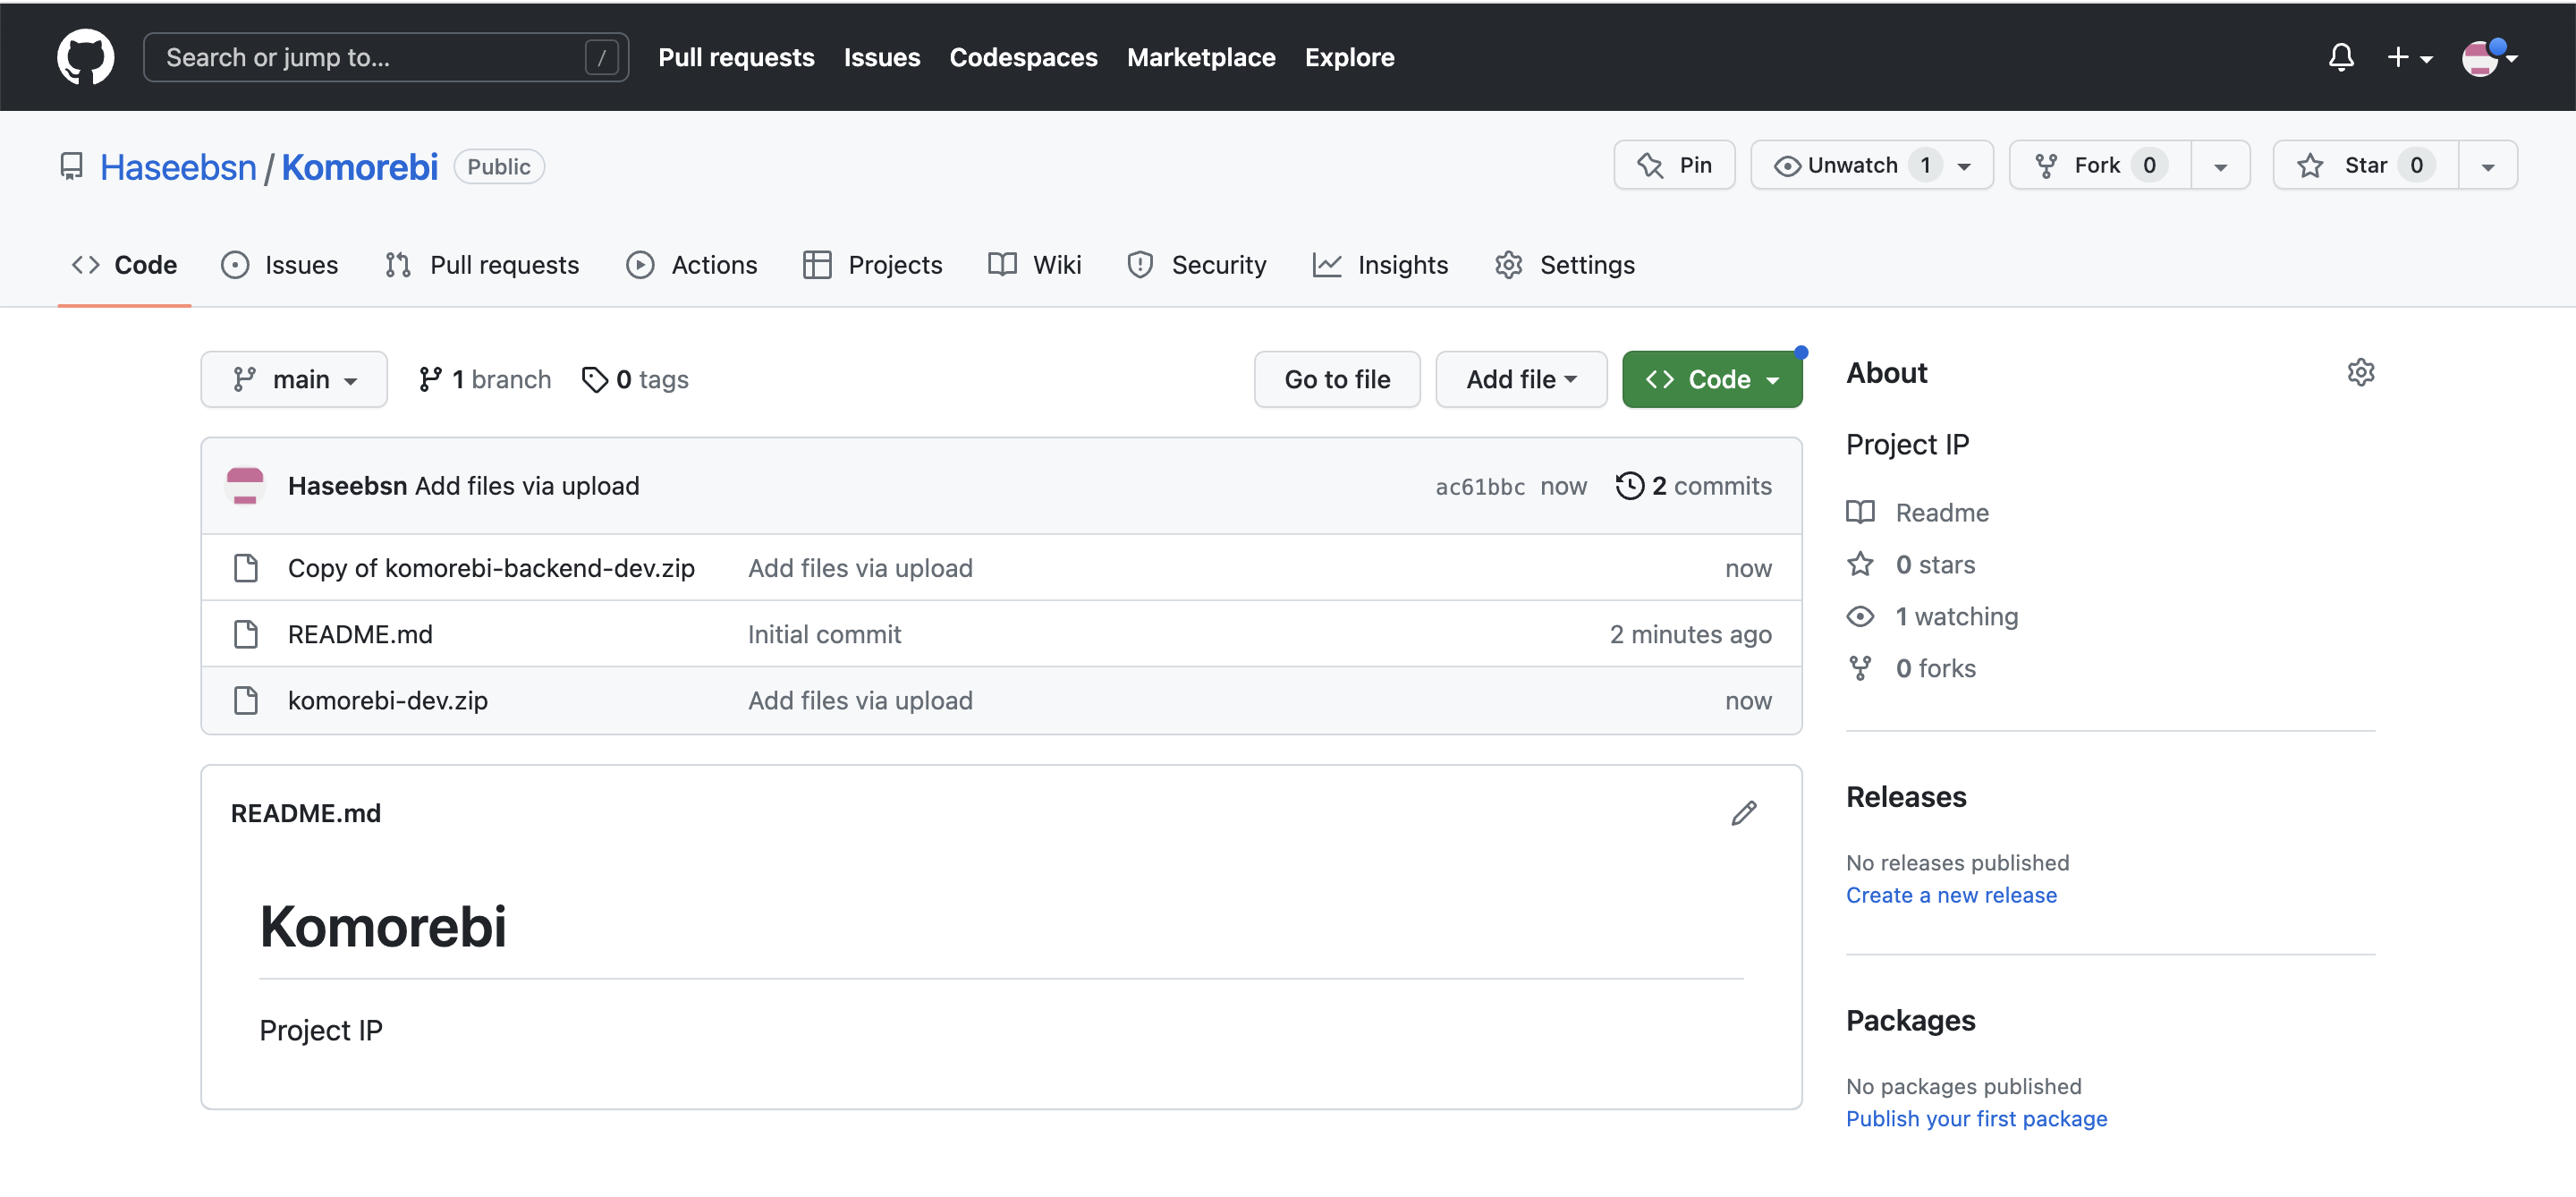 Search or jump to... / Pull requests Issues Codespaces Marketplace Explore
Haseebsn / Komorebi Public Pin Unwatch 1 Fork 0 Star 0
Code Issues Pull requests Actions Projects Wiki Security Insights Settings
main 1 branch 0 tags Go to file Add file Code
Haseebsn Add files via upload ac61bbc now 2 commits
Copy of komorebi-backend-dev.zip Add files via upload now
README.md Initial commit 2 minutes ago
komorebi-dev.zip Add files via upload now
README.md
Komorebi
Project IP
About
Project IP
Readme
0 stars
1 watching
0 forks
Releases
No releases published
Create a new release
Packages
No packages published
Publish your first package